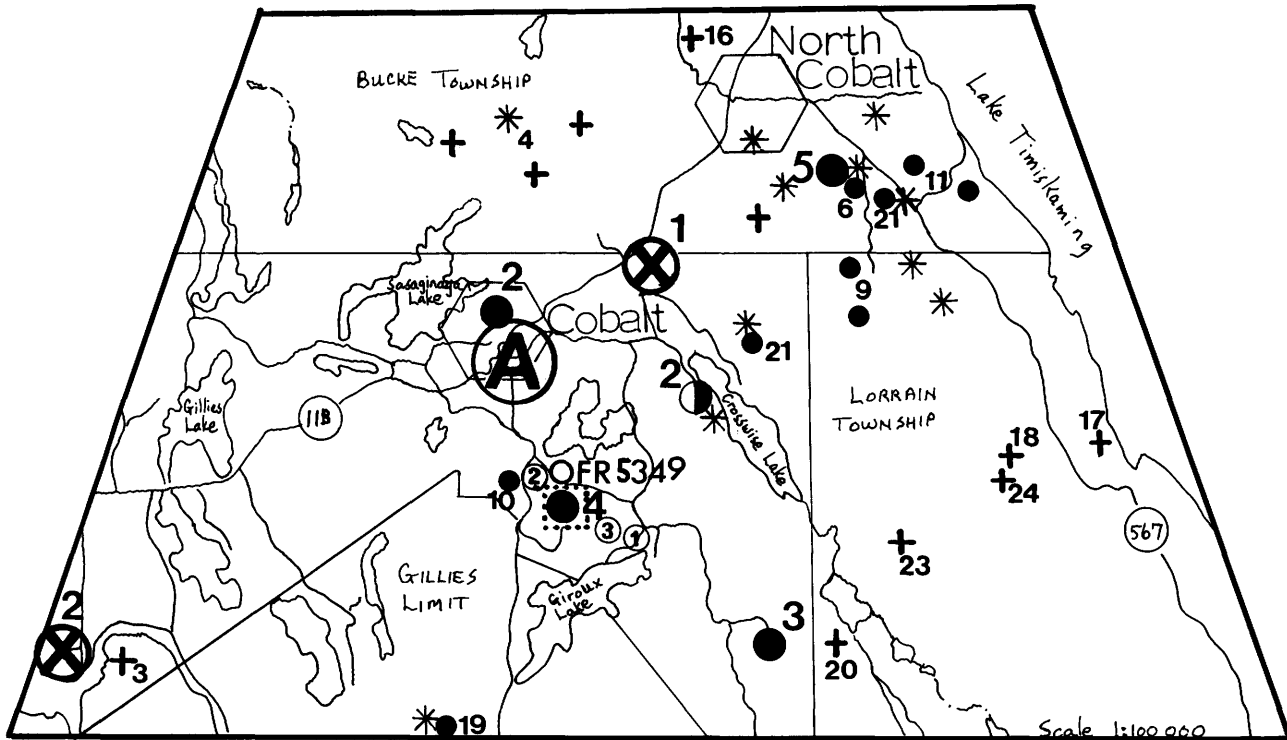 16
North
Cobalt
BUCKE TOWNSHIP
Lake Timiskaming
4
5
6
21
11
1
2
Sasaginaga
Lake
Cobalt
A
9
21
2
Crosswise Lake
LORRAIN
TOWNSHIP
Gillies
Lake
11B
17
18
24
2 OFR 5349
10
4
3
1
567
23
GILLIES
LIMIT
Giroux
Lake
2
3
3
20
19
Scale 1:100 000